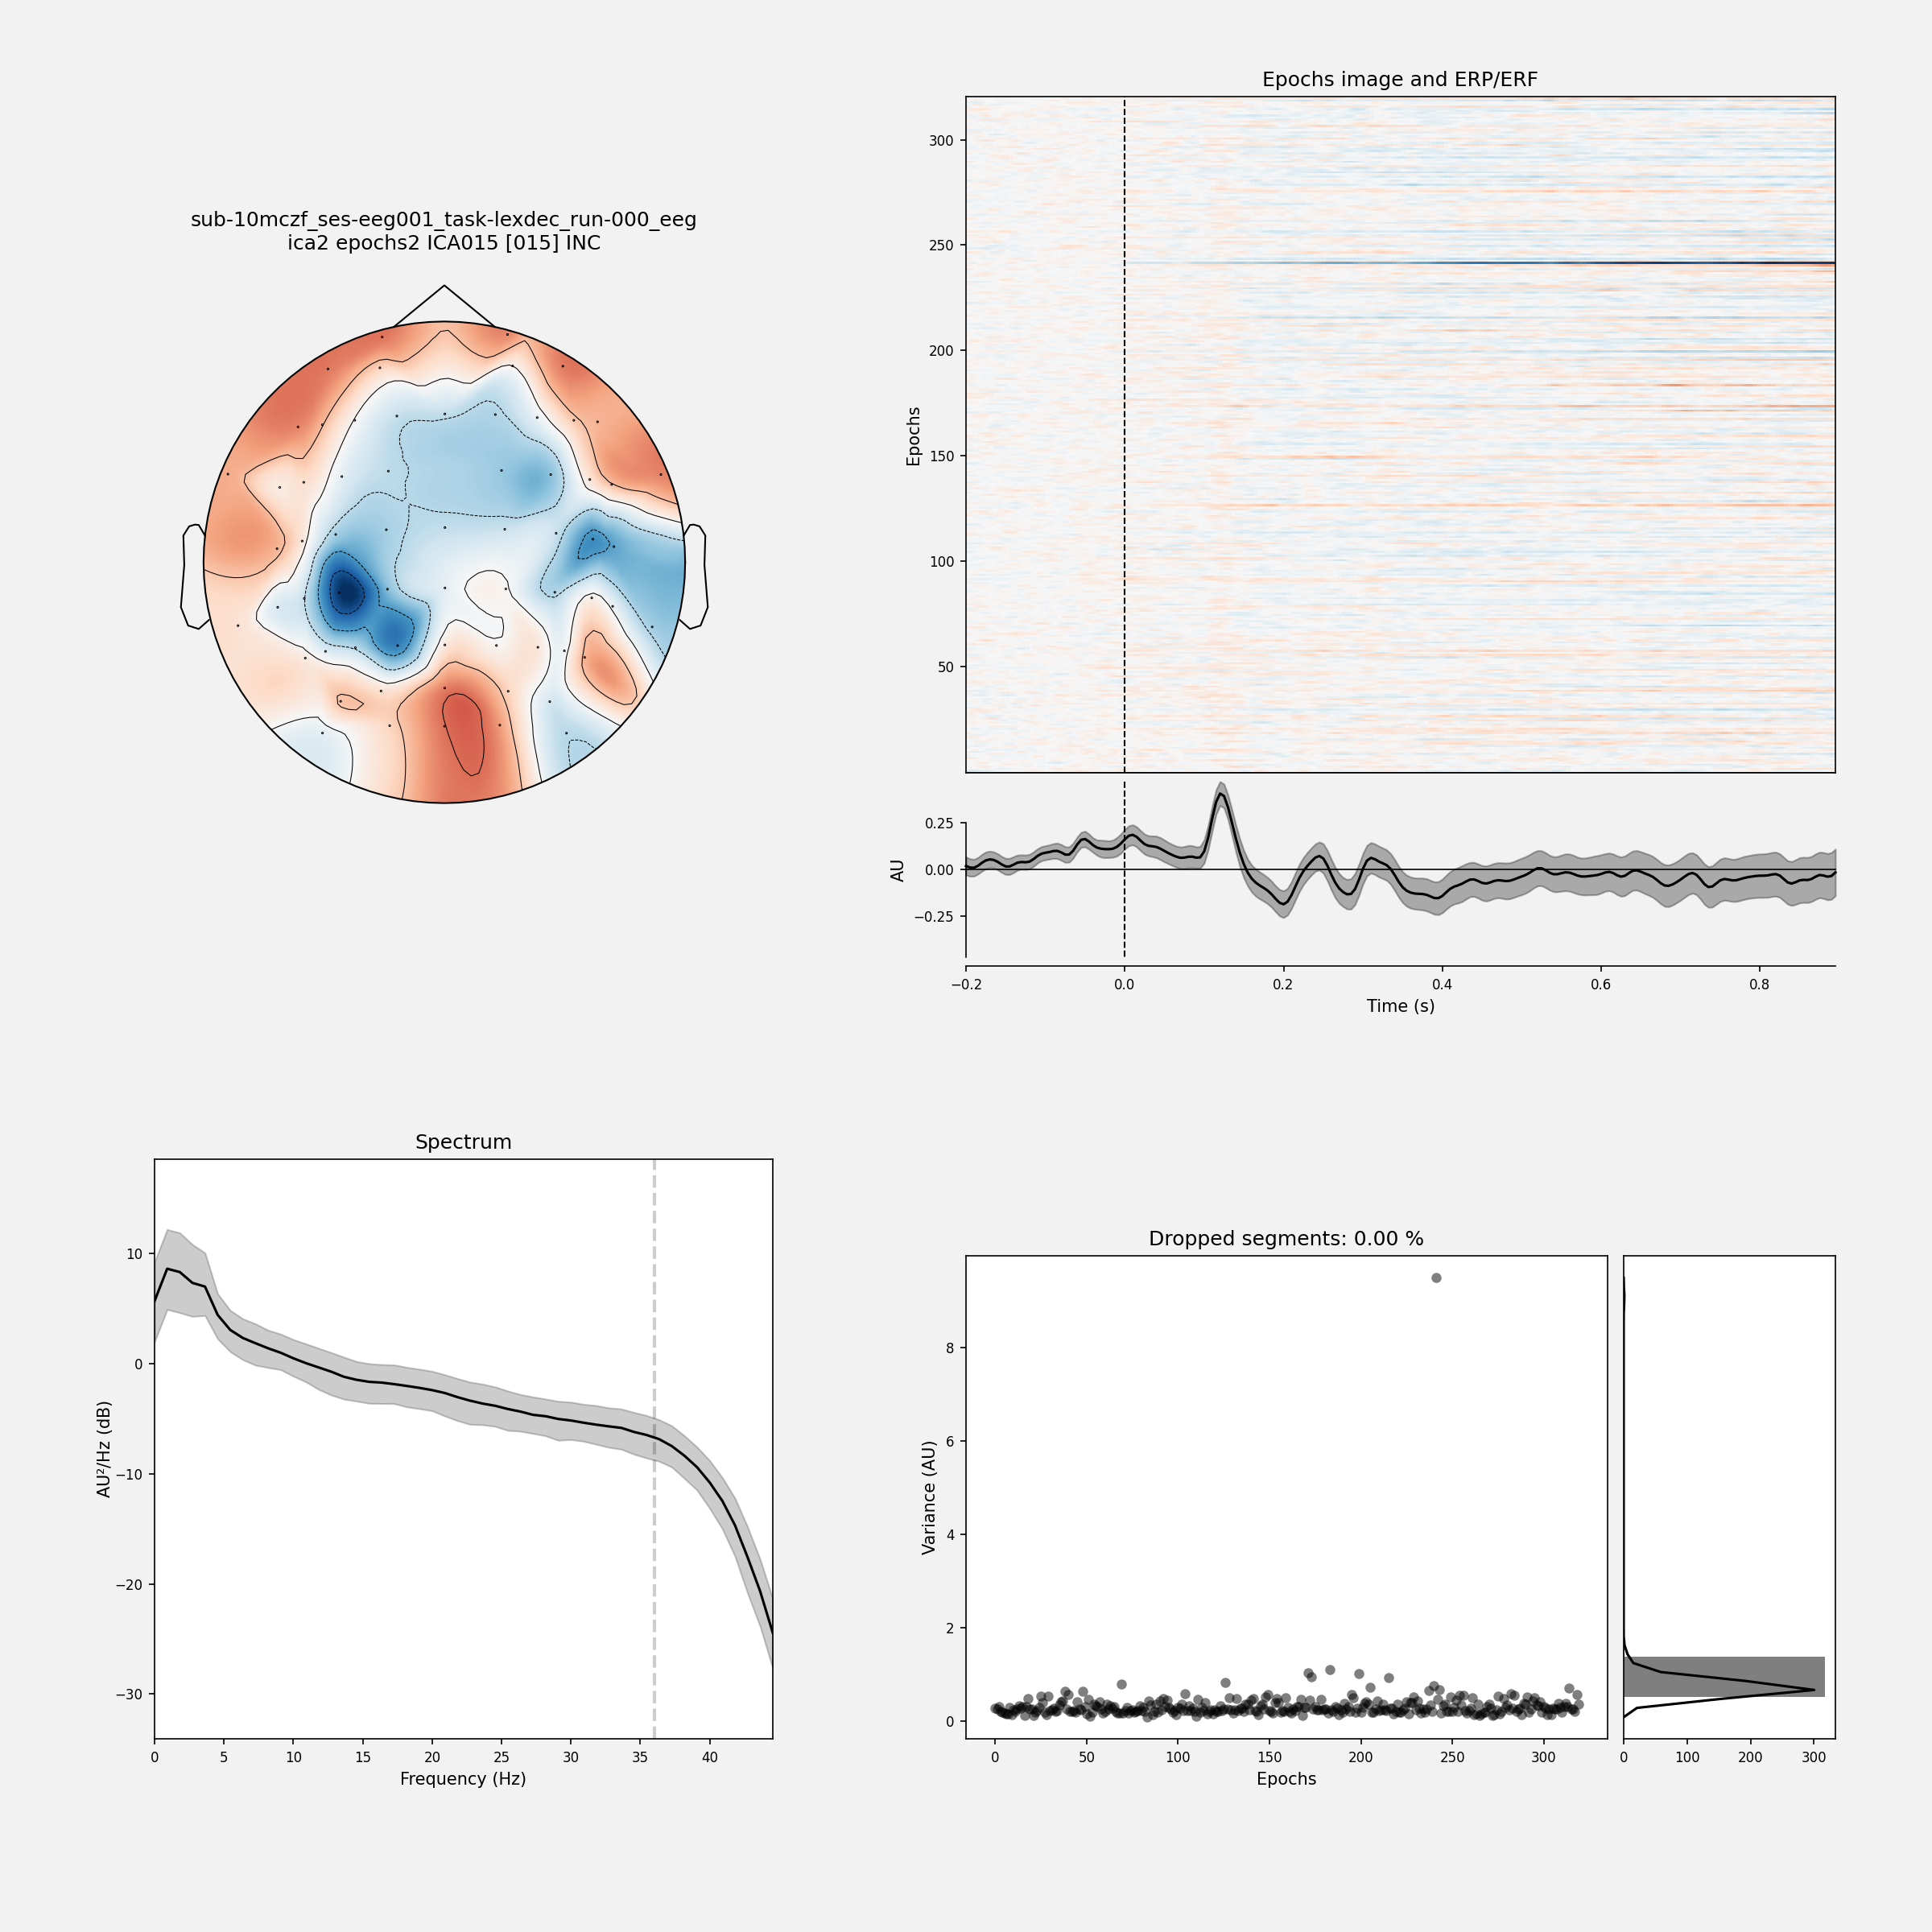 sub-10mczf_ses-eeg001_task-lexdec_run-000_eeg
ica2 epochs2 ICA015 [015] INC
Epochs image and ERP/ERF
300
250
200
150
100
50
Epochs
0.25
0.00
−0.25
AU
−0.2 0.0 0.2 0.4 0.6 0.8
Time (s)
Spectrum
10
0
−10
−20
−30
AU²/Hz (dB)
0 5 10 15 20 25 30 35 40
Frequency (Hz)
Dropped segments: 0.00 %
8
6
4
2
0
Variance (AU)
0 50 100 150 200 250 300
Epochs
0 100 200 300